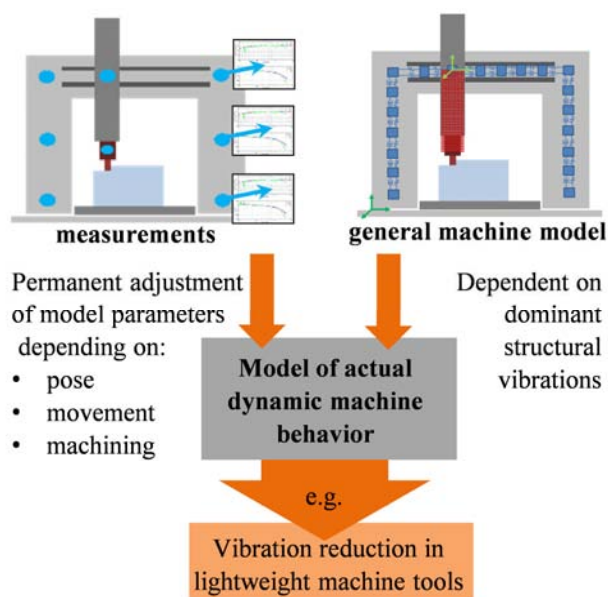 measurements
general machine model
Permanent adjustment
of model parameters
depending on:
• pose
• movement
• machining
Dependent on
dominant
structural
vibrations
Model of actual
dynamic machine
behavior
e.g.
Vibration reduction in
lightweight machine tools